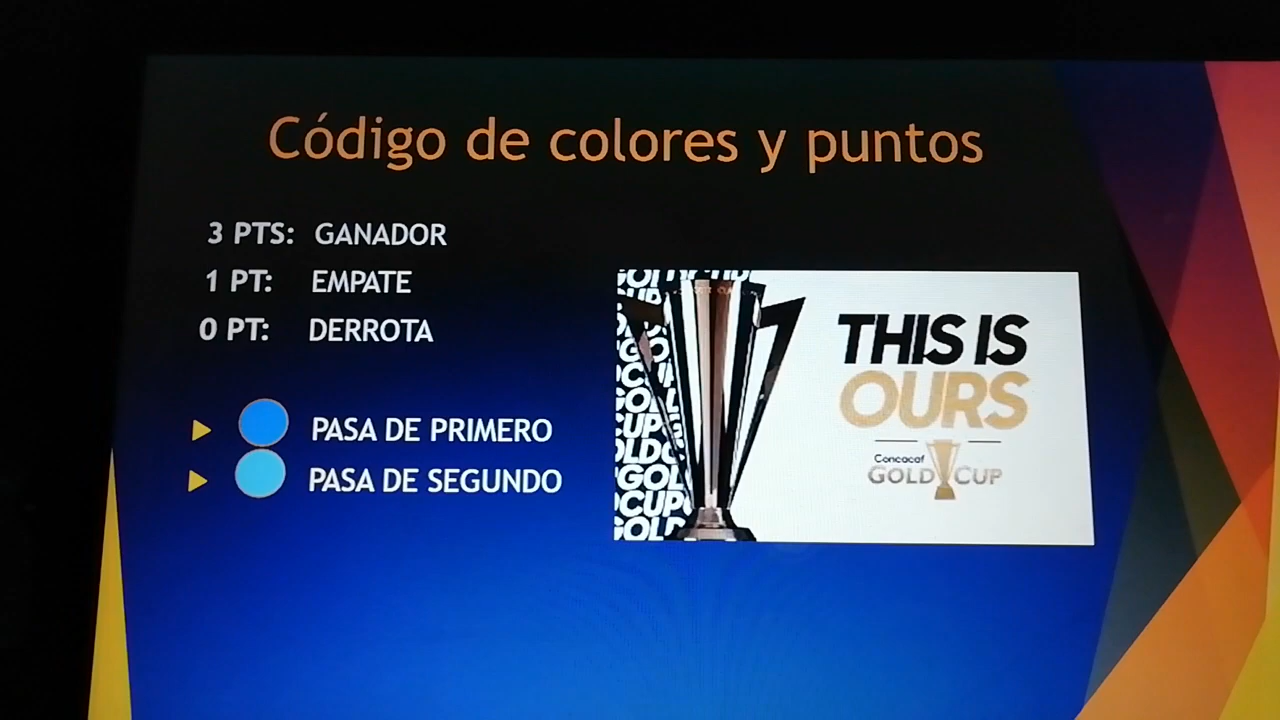 Código de colores y puntos
3 PTS: GANADOR
1 PT: EMPATE
0 PT: DERROTA
PASA DE PRIMERO
PASA DE SEGUNDO
THIS IS
OURS
Concacaf
GOLD CUP